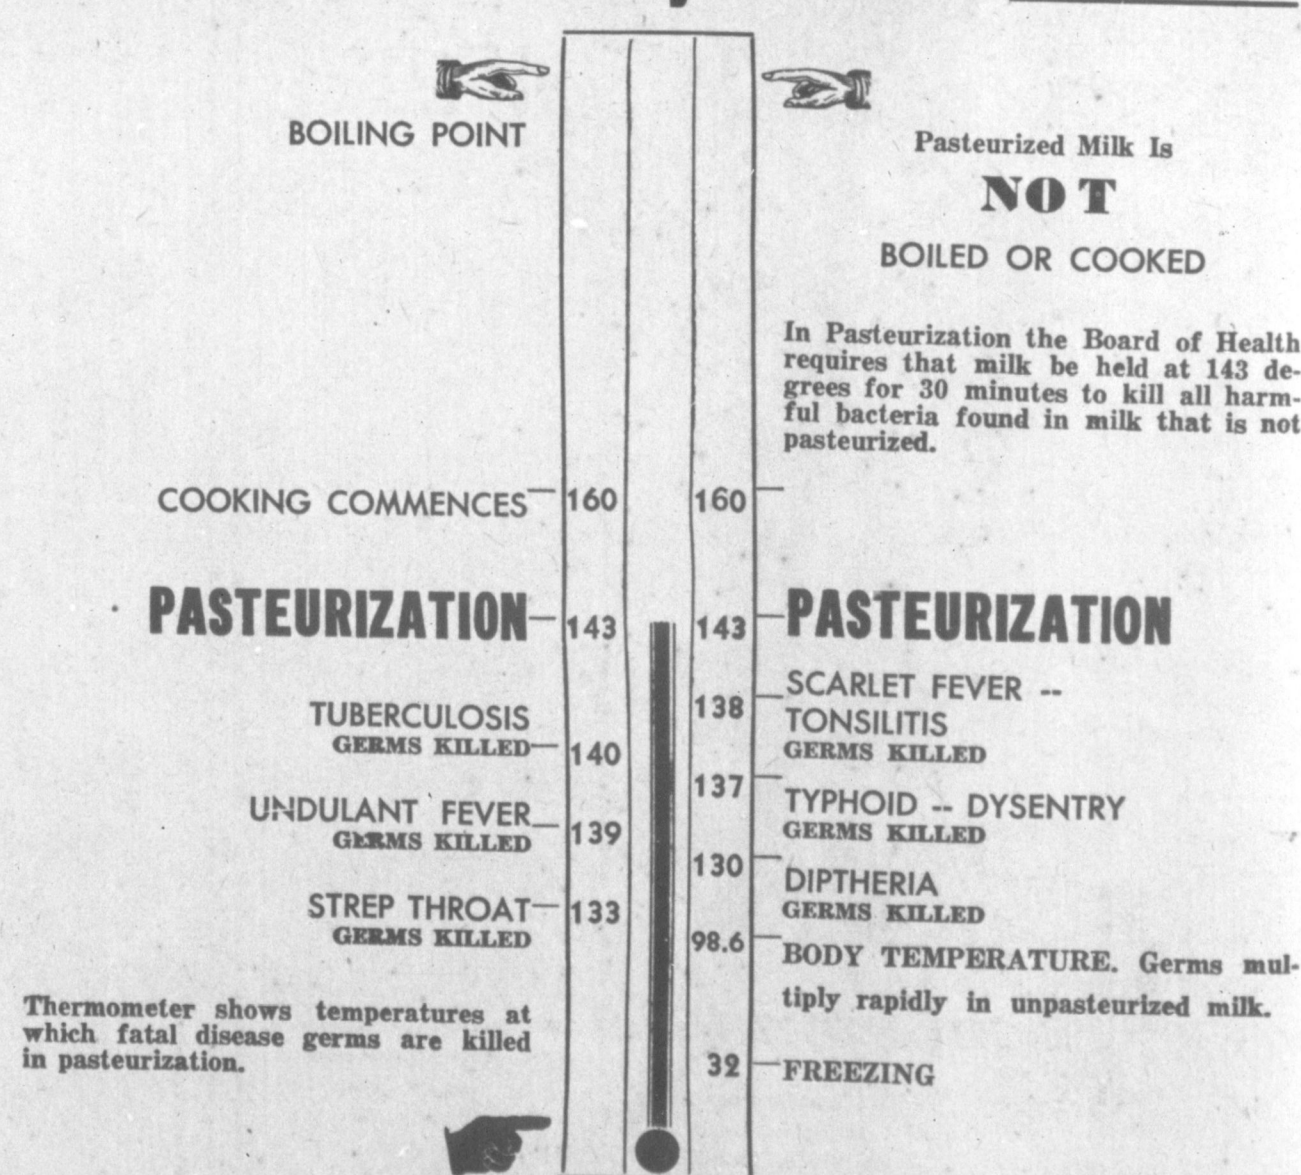 BOILING POINT
Pasteurized Milk Is
NOT
BOILED OR COOKED
In Pasteurization the Board of Health
requires that milk be held at 143 de-
grees for 30 minutes to kill all harm-
ful bacteria found in milk that is not
pasteurized.
COOKING COMMENCES 160
160
PASTEURIZATION 143
143 PASTEURIZATION
TUBERCULOSIS
GERMS KILLED 140
UNDULANT FEVER
GERMS KILLED 139
STREP THROAT 133
GERMS KILLED
138 SCARLET FEVER --
TONSILITIS
GERMS KILLED
137 TYPHOID -- DYSENTRY
GERMS KILLED
130 DIPTHERIA
GERMS KILLED
98.6 BODY TEMPERATURE. Germs mul-
tiply rapidly in unpasteurized milk.
32 FREEZING
Thermometer shows temperatures at
which fatal disease germs are killed
in pasteurization.